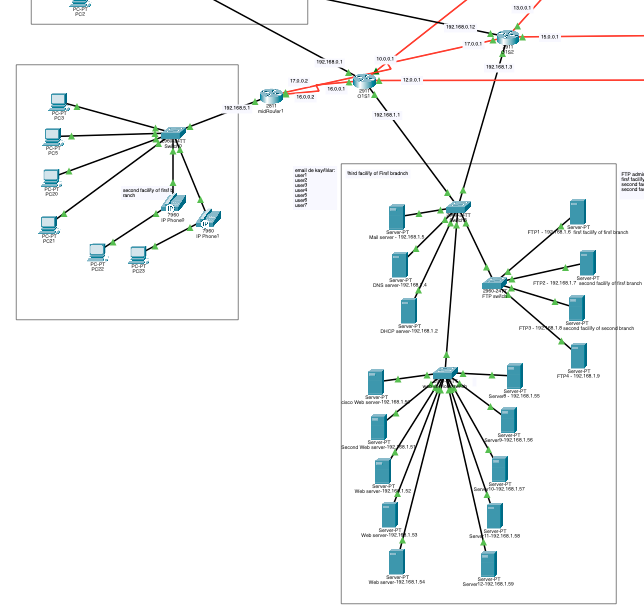 PC-PT
PC2
192.168.0.12
13.0.0.1
17.0.0.1
15.0.0.1
192.168.1.3
192.168.0.1
10.0.0.1
12.0.0.1
17.0.0.2
16.0.0.1
16.0.0.2
2811
midRouter1
192.168.5.1
192.168.1.1
PC-PT
PC3
PC-PT
PC5
PC-PT
PC20
PC-PT
PC21
PC-PT
PC22
PC-PT
PC23
second facility of first b
ranch
7960
IP Phone0
7960
IP Phone1
email de kayıtlılar:
user1
user2
user3
user4
user5
user6
user7
third facility of First bradnch
FTP admin
first facility
second fac
second fac
Server-PT
Mail server - 192.168.1.5
Server-PT
DNS server-192.168.1.4
Server-PT
DHCP server-192.168.1.2
FTP switch
Server-PT
FTP1 - 192.168.1.6 first facility of first branch
Server-PT
FTP2 - 192.168.1.7 second facility of first branch
Server-PT
FTP3 - 192.168.1.8 second facility of second branch
Server-PT
FTP4 - 192.168.1.9
Server-PT
cisco Web server-192.168.1.50
Server-PT
Second Web server-192.168.1.51
Server-PT
Web server-192.168.1.52
Server-PT
Web server-192.168.1.53
Server-PT
Web server-192.168.1.54
Server-PT
Server8 - 192.168.1.55
Server-PT
Server9-192.168.1.56
Server-PT
Server10-192.168.1.57
Server-PT
Server11-192.168.1.58
Server-PT
Server12-192.168.1.59